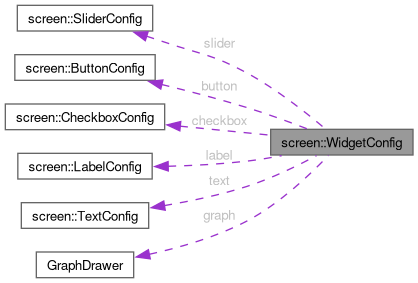 screen::SliderConfig
slider
screen::ButtonConfig
button
screen::CheckboxConfig
checkbox
screen::WidgetConfig
screen::LabelConfig
label
text
screen::TextConfig
graph
GraphDrawer